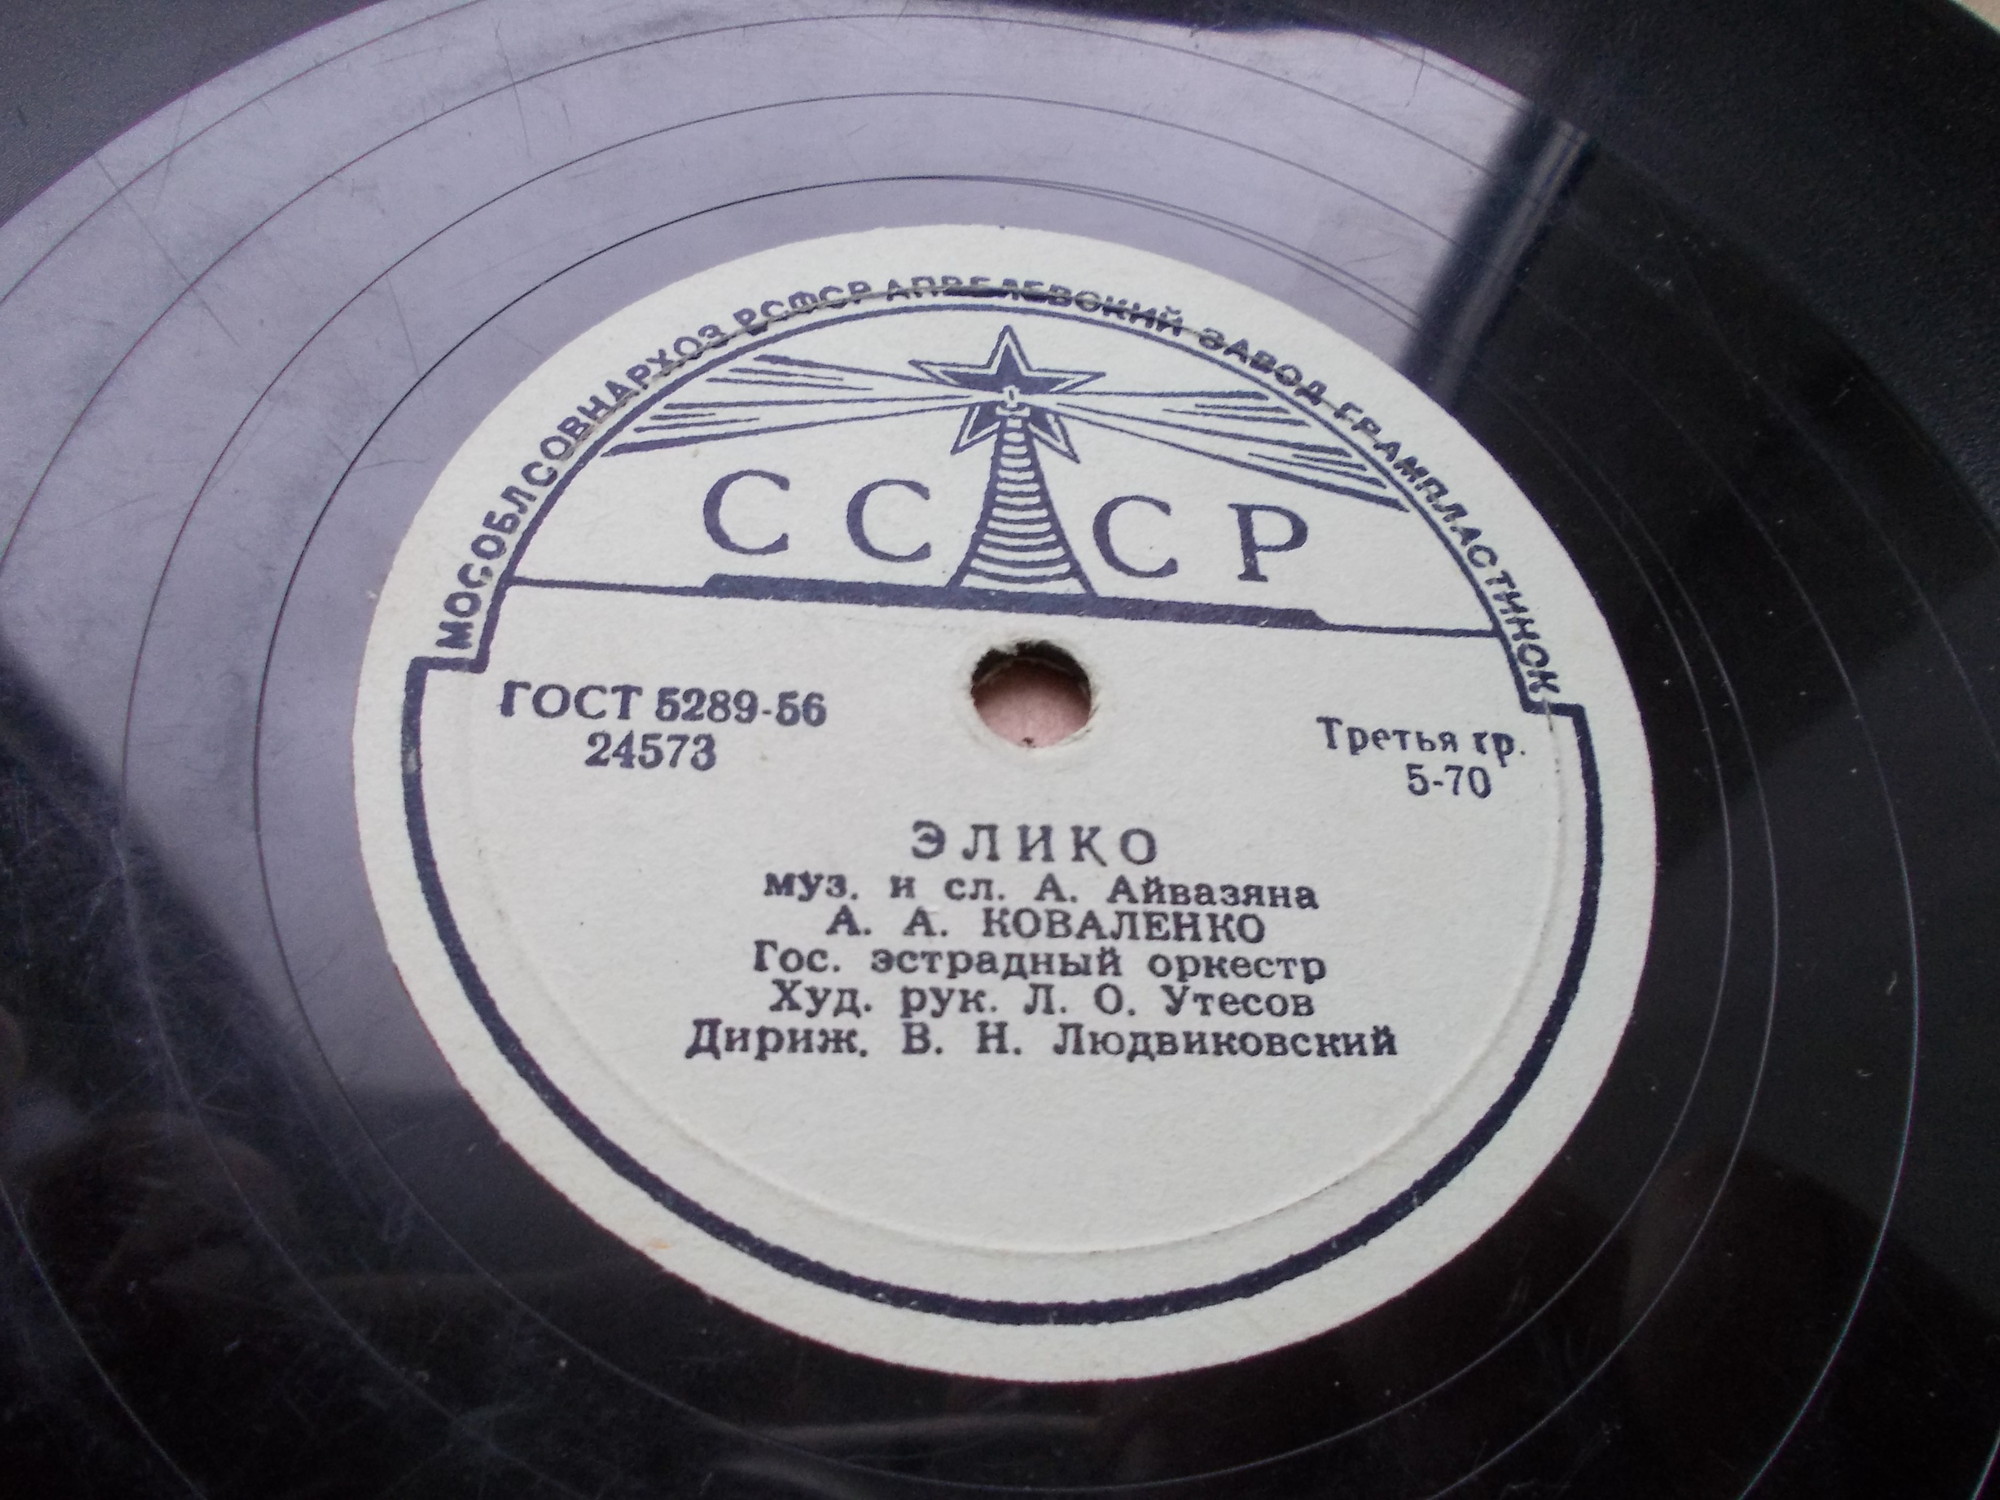 МОСОБЛСОВНАРХОЗ РСФСР АПРЕЛЕВСКИЙ ЗАВОД ГРАМПЛАСТИНОК
СССР
ГОСТ 5289-56
24573
Третья гр.
5-70
ЭЛИКО
муз. и сл. А. Айвазяна
А. А. КОВАЛЕНКО
Гос. эстрадный оркестр
Худ. рук. Л. О. Утесов
Дириж. В. Н. Людвиковский